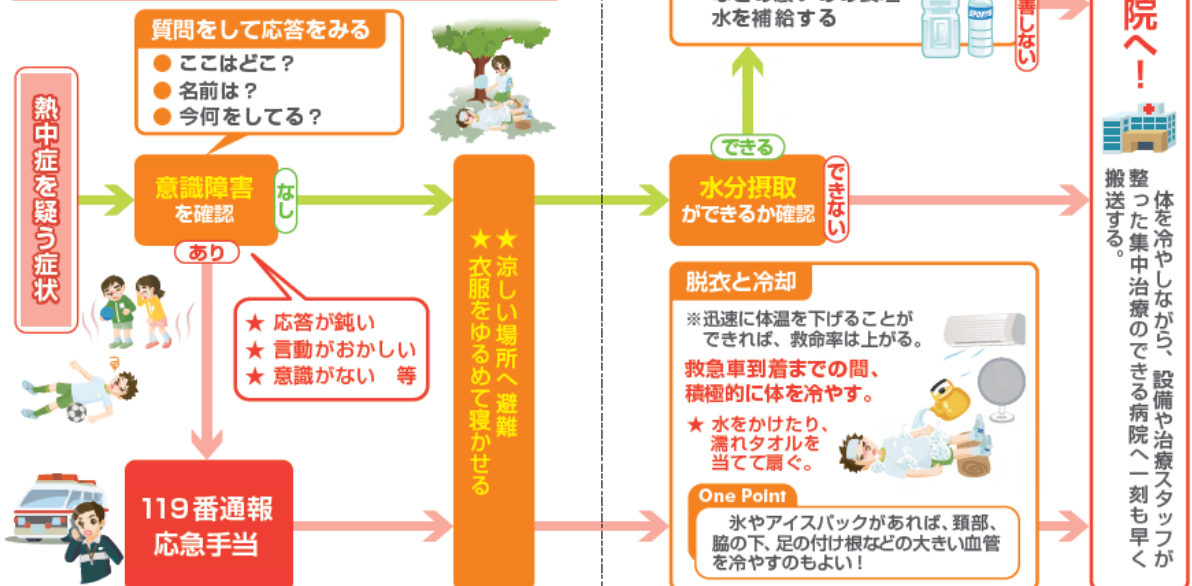 質問をして応答をみる
● ここはどこ？
● 名前は？
● 今何をしてる？
熱中症を疑う症状
意識障害
を確認
なし
あり
★ 応答が鈍い
★ 言動がおかしい
★ 意識がない　等
119番通報
応急手当
★ 涼しい場所へ避難
★ 衣服をゆるめて寝かせる
水を補給する
SPORTS
できる
水分摂取
ができるか確認
できない
善しない
脱衣と冷却
※迅速に体温を下げることが
できれば、救命率は上がる。
救急車到着までの間、
積極的に体を冷やす。
★ 水をかけたり、
濡れタオルを
当てて扇ぐ。
One Point
氷やアイスパックがあれば、頚部、
脇の下、足の付け根などの大きい血管
を冷やすのもよい！
院へ！
体を冷やしながら、設備や治療スタッフが
整った集中治療のできる病院へ一刻も早く
搬送する。